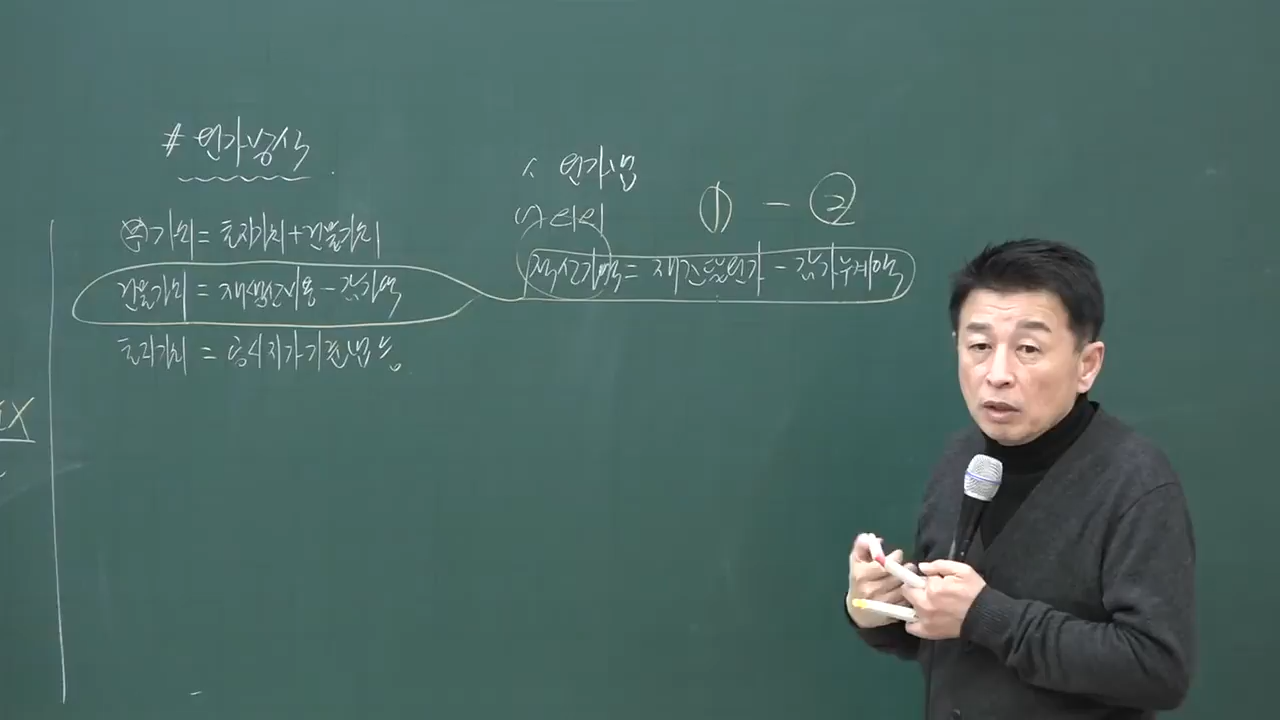 # 원가방식
복)가치 = 토지가치 + 건물가치
건물가치 = 재생산비용 - 감가액
토지가치 = 공시지가기준법 등
1. 원가법
1) 의의
① - ②
적산가액 = 재조달원가 - 감가누계액